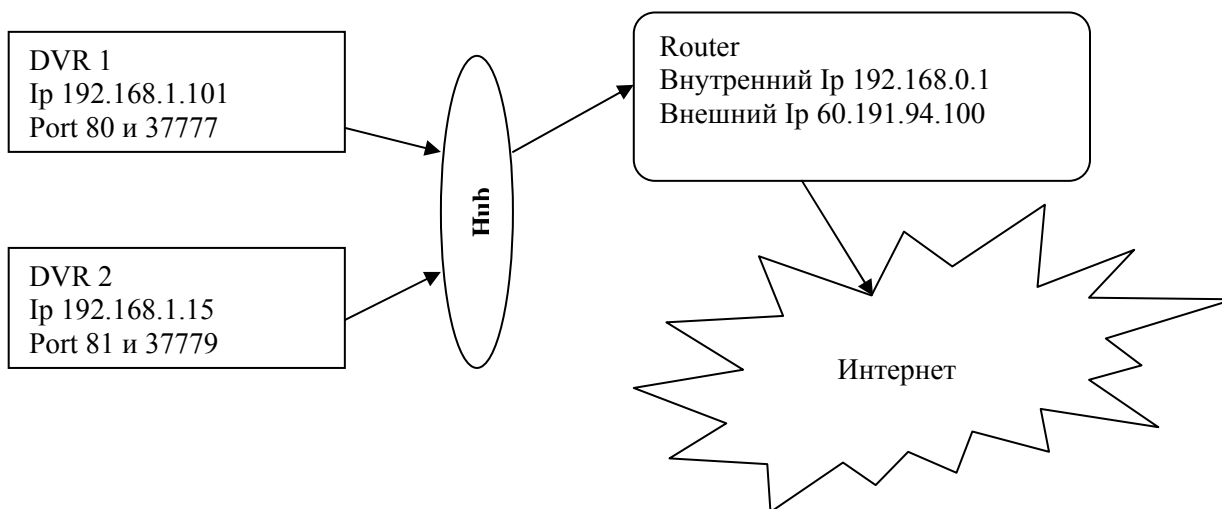 DVR 1
Ip 192.168.1.101
Port 80 и 37777
Router
Внутренний Ip 192.168.0.1
Внешний Ip 60.191.94.100
Hub
DVR 2
Ip 192.168.1.15
Port 81 и 37779
Интернет